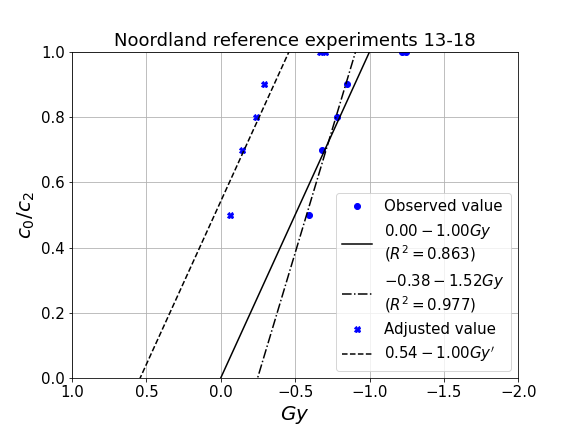 Noordland reference experiments 13-18
1.0
0.8
0.6
0.4
0.2
0.0
c₀/c₂
1.0 0.5 0.0 −0.5 −1.0 −1.5 −2.0
Gy
Observed value
0.00 − 1.00Gy
(R² = 0.863)
−0.38 − 1.52Gy
(R² = 0.977)
Adjusted value
0.54 − 1.00Gy′